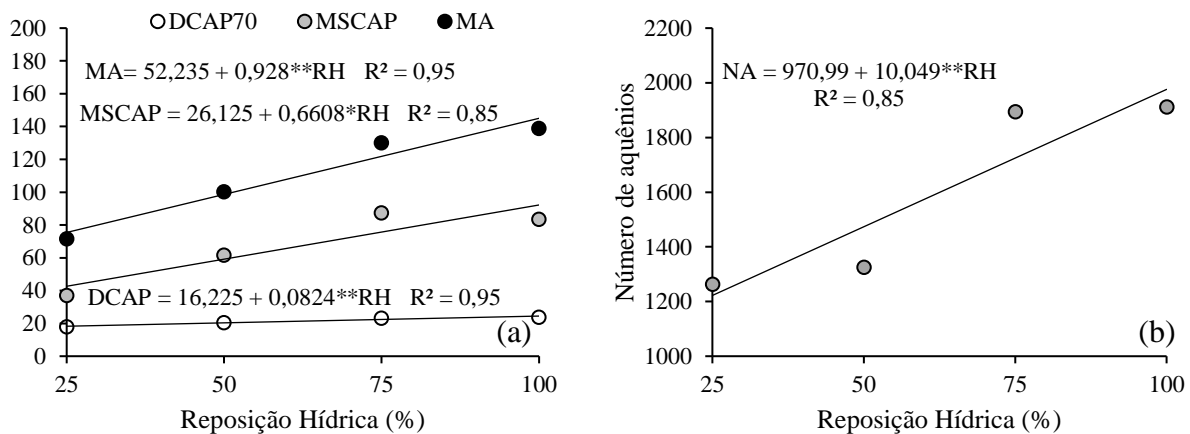 DCAP70 MSCAP MA
MA= 52,235 + 0,928**RH R² = 0,95
MSCAP = 26,125 + 0,6608*RH R² = 0,85
DCAP = 16,225 + 0,0824**RH R² = 0,95
200
180
160
140
120
100
80
60
40
20
0
25 50 75 100
(a)
Reposição Hídrica (%)
NA = 970,99 + 10,049**RH
R² = 0,85
Número de aquênios
2200
2000
1800
1600
1400
1200
1000
25 50 75 100
(b)
Reposição Hídrica (%)